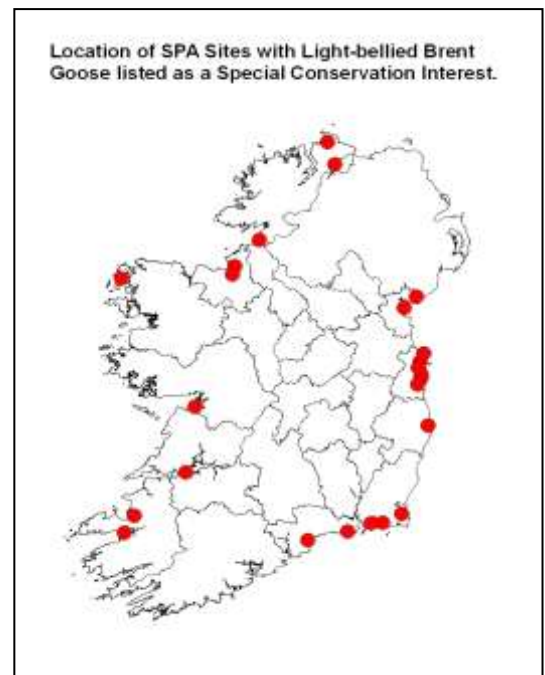 Location of SPA Sites with Light-bellied Brent
Goose listed as a Special Conservation Interest.